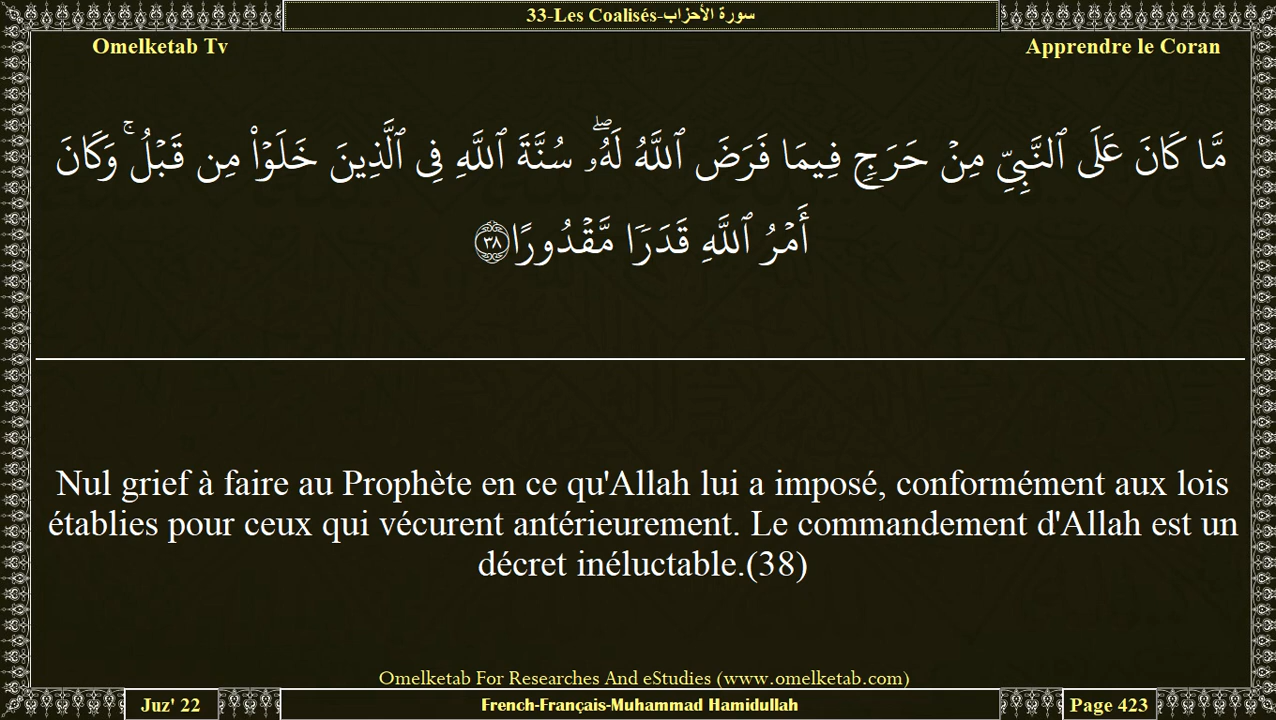 33-Les Coalisés-سورة الأحزاب
Omelketab Tv
Apprendre le Coran
مَّا كَانَ عَلَى ٱلنَّبِيِّ مِنۡ حَرَجٖ فِيمَا فَرَضَ ٱللَّهُ لَهُۥۖ سُنَّةَ ٱللَّهِ فِي ٱلَّذِينَ خَلَوۡاْ مِن قَبۡلُۚ وَكَانَ
أَمۡرُ ٱللَّهِ قَدَرٗا مَّقۡدُورًا ٣٨
Nul grief à faire au Prophète en ce qu'Allah lui a imposé, conformément aux lois
établies pour ceux qui vécurent antérieurement. Le commandement d'Allah est un
décret inéluctable.(38)
Omelketab For Researches And eStudies (www.omelketab.com)
Juz' 22
French-Français-Muhammad Hamidullah
Page 423